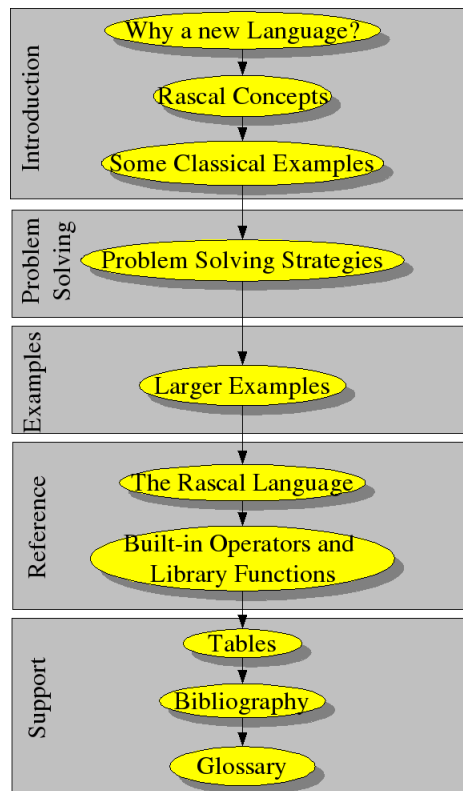 Introduction
Why a new Language?
Rascal Concepts
Some Classical Examples
Problem
Solving
Problem Solving Strategies
Examples
Larger Examples
Reference
The Rascal Language
Built-in Operators and
Library Functions
Support
Tables
Bibliography
Glossary